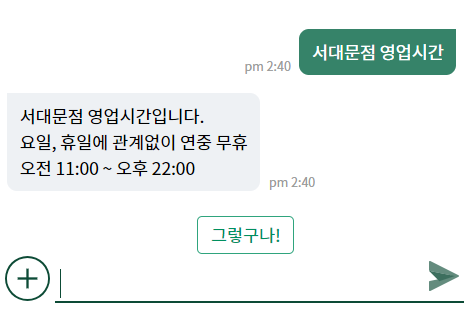 서대문점 영업시간
pm 2:40
서대문점 영업시간입니다.
요일, 휴일에 관계없이 연중 무휴
오전 11:00 ~ 오후 22:00
pm 2:40
그렇구나!